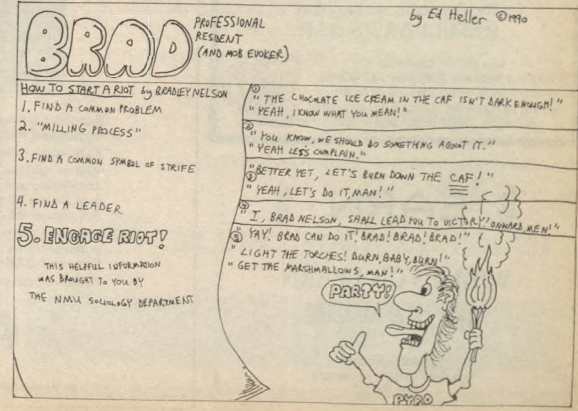 BRAD
PROFESSIONAL
RESIDENT
(AND MOB EVOKER)
by Ed Heller ©1990
HOW TO START A RIOT by BRADLEY NELSON
1. FIND A COMMON PROBLEM
2. "MILLING PROCESS"
3. FIND A COMMON SYMBOL OF STRIFE
4. FIND A LEADER
5. ENGAGE RIOT!
THIS HELPFUL INFORMATION
WAS BROUGHT TO YOU BY
THE NMU SOCIOLOGY DEPARTMENT
①
"THE CHOCOLATE ICE CREAM IN THE CAF ISN'T DARK ENOUGH!"
"YEAH, I KNOW WHAT YOU MEAN!"
②
"YOU KNOW, WE SHOULD DO SOMETHING ABOUT IT."
"YEAH LES'S COMPLAIN."
③ "BETTER YET, LET'S BURN DOWN THE CAF!"
"YEAH, LET'S DO IT, MAN!"
④
"I, BRAD NELSON, SHALL LEAD YOU TO VICTORY! ONWARD, MEN!"
⑤ "YAY! BRAD CAN DO IT! BRAD! BRAD! BRAD!"
LIGHT THE TORCHES! BURN, BABY, BURN!"
"GET THE MARSHMALLOWS, MAN!"
PARTY!
PYRO